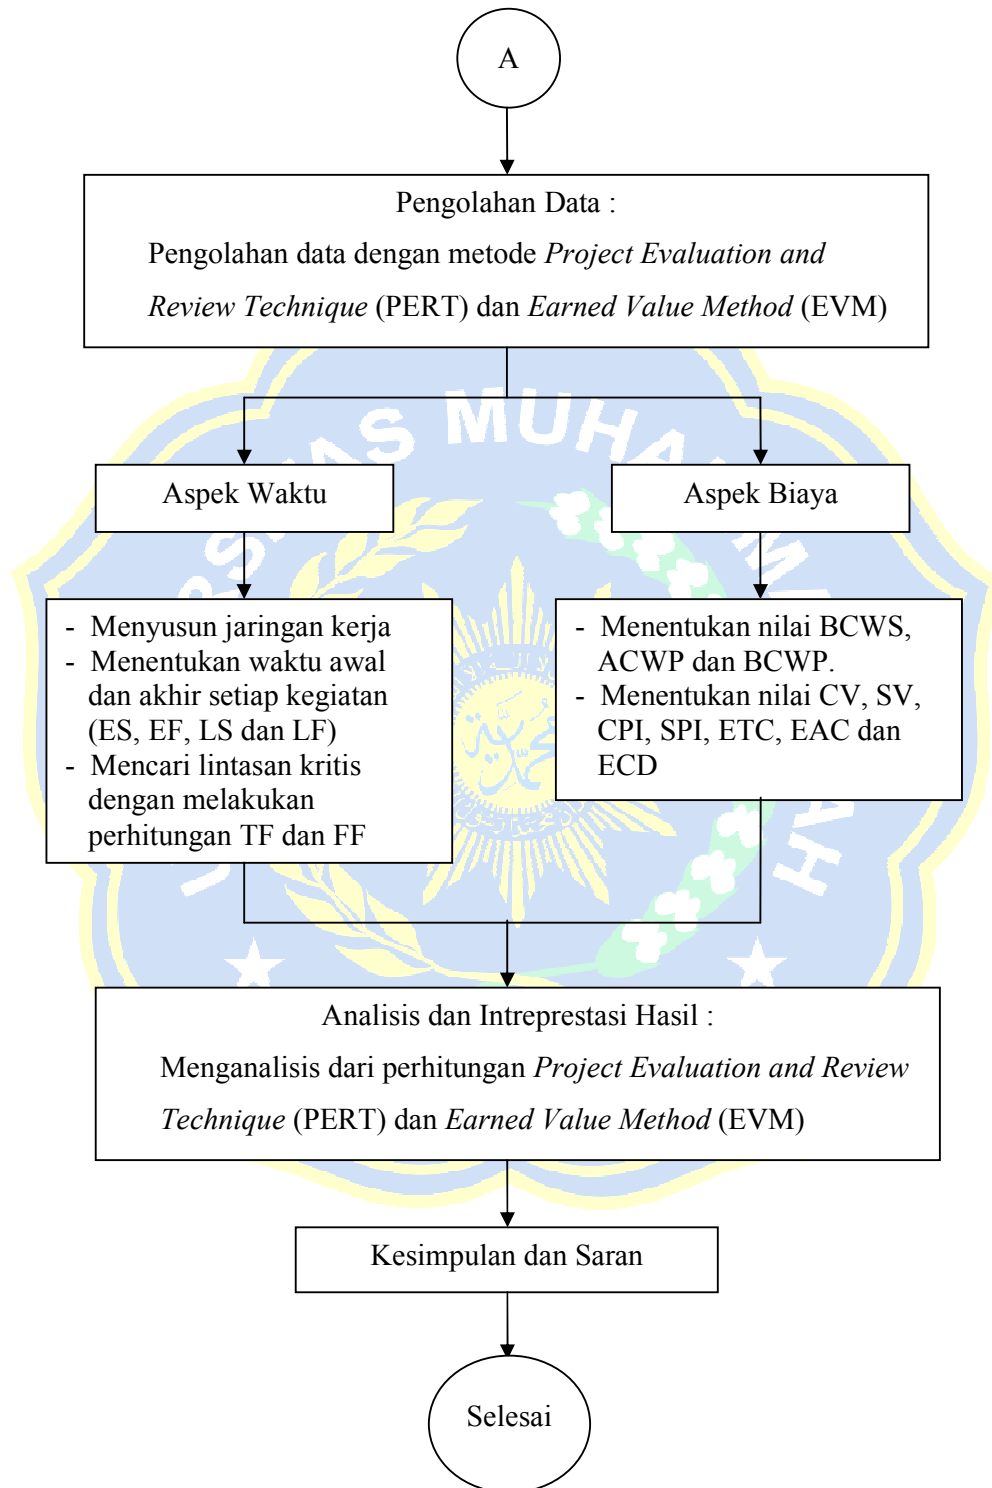 A
Pengolahan Data :
Pengolahan data dengan metode Project Evaluation and
Review Technique (PERT) dan Earned Value Method (EVM)
Aspek Waktu
Aspek Biaya
- Menyusun jaringan kerja
- Menentukan waktu awal
dan akhir setiap kegiatan
(ES, EF, LS dan LF)
- Mencari lintasan kritis
dengan melakukan
perhitungan TF dan FF
- Menentukan nilai BCWS,
ACWP dan BCWP.
- Menentukan nilai CV, SV,
CPI, SPI, ETC, EAC dan
ECD
Analisis dan Intreprestasi Hasil :
Menganalisis dari perhitungan Project Evaluation and Review
Technique (PERT) dan Earned Value Method (EVM)
Kesimpulan dan Saran
Selesai